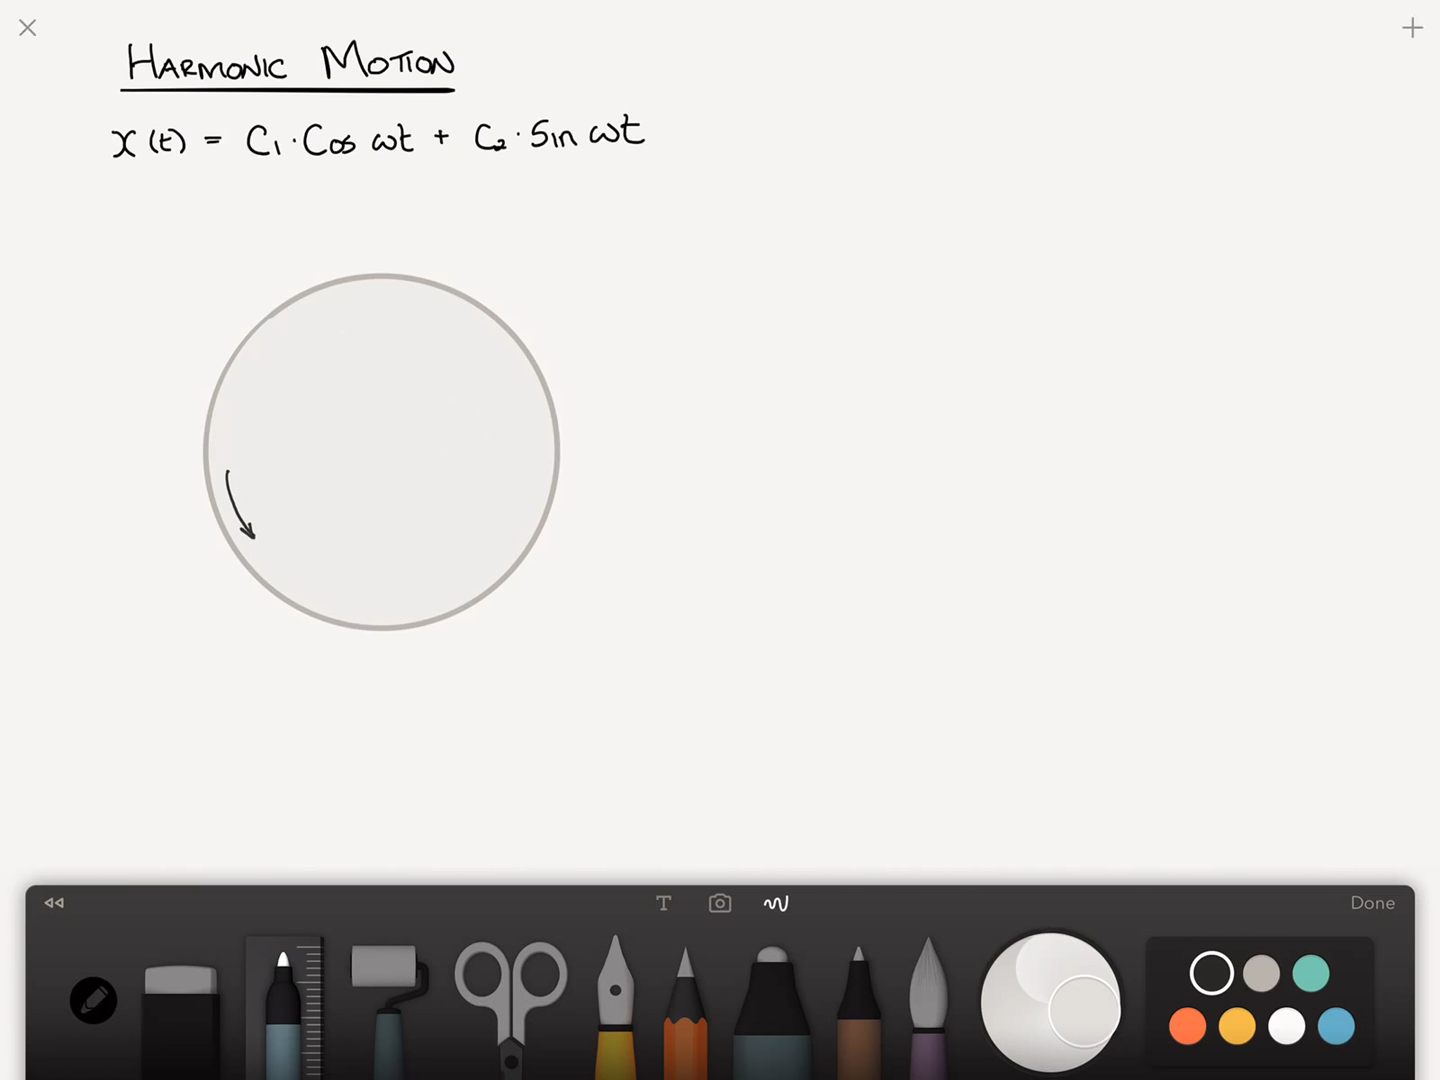 HARMONIC MOTION
x(t) = C₁·Cos ωt + C₂·Sin ωt
T
Done